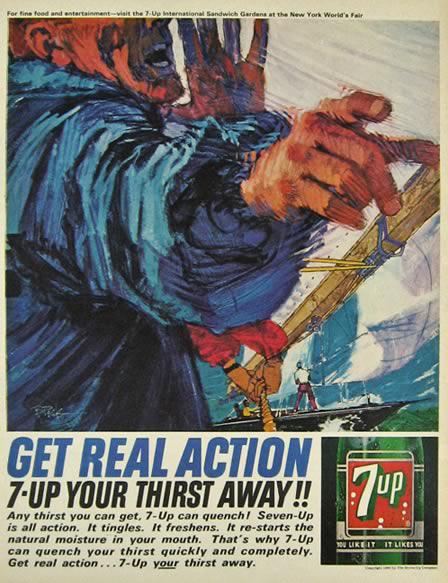 For fine food and entertainment—visit the 7-Up International Sandwich Gardens at the New York World's Fair
GET REAL ACTION
7-UP YOUR THIRST AWAY!!
Any thirst you can get, 7-Up can quench! Seven-Up
is all action. It tingles. It freshens. It re-starts the
natural moisture in your mouth. That's why 7-Up
can quench your thirst quickly and completely.
Get real action...7-Up your thirst away.
7up
YOU LIKE IT IT LIKES YOU